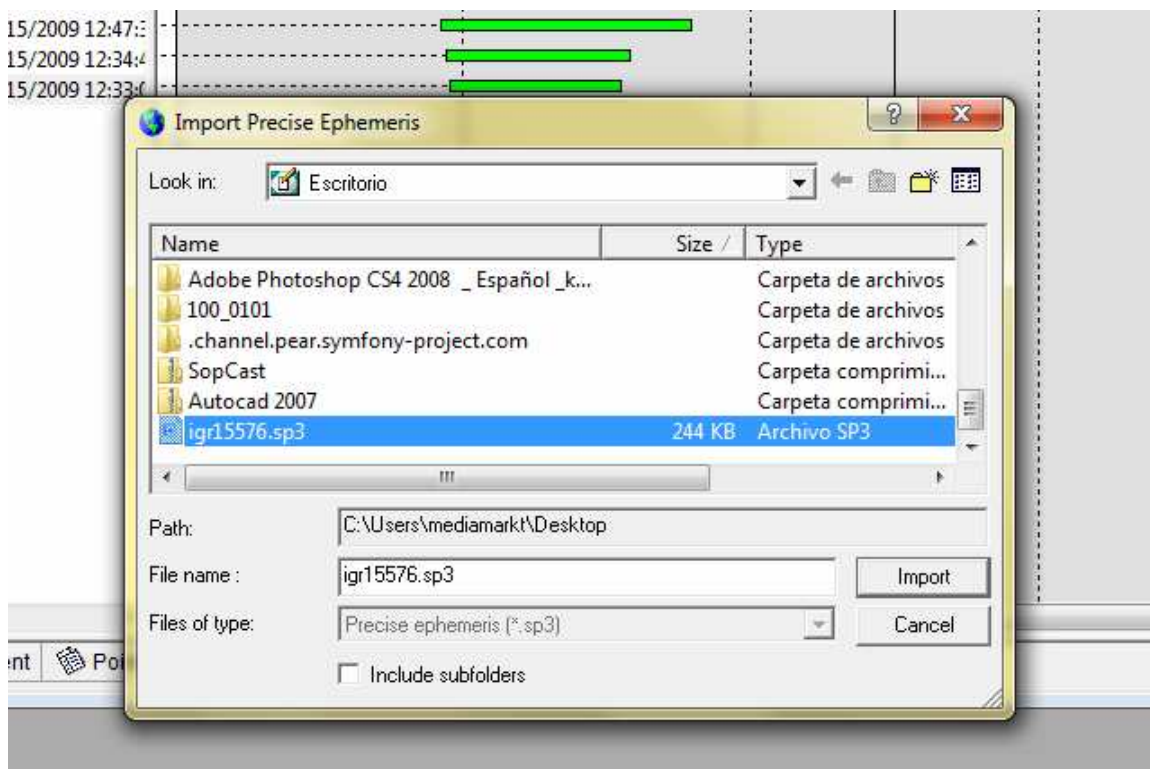 15/2009 12:47:
15/2009 12:34:4
15/2009 12:33:
Import Precise Ephemeris
Look in: Escritorio
Name Size Type
Adobe Photoshop CS4 2008 _ Español _k... Carpeta de archivos
100_0101 Carpeta de archivos
.channel.pear.symfony-project.com Carpeta de archivos
SopCast Carpeta comprimi...
Autocad 2007 Carpeta comprimi...
igr15576.sp3 244 KB Archivo SP3
Path: C:\Users\mediamarkt\Desktop
File name : igr15576.sp3 Import
Files of type: Precise ephemeris (*.sp3) Cancel
ent Poi
Include subfolders